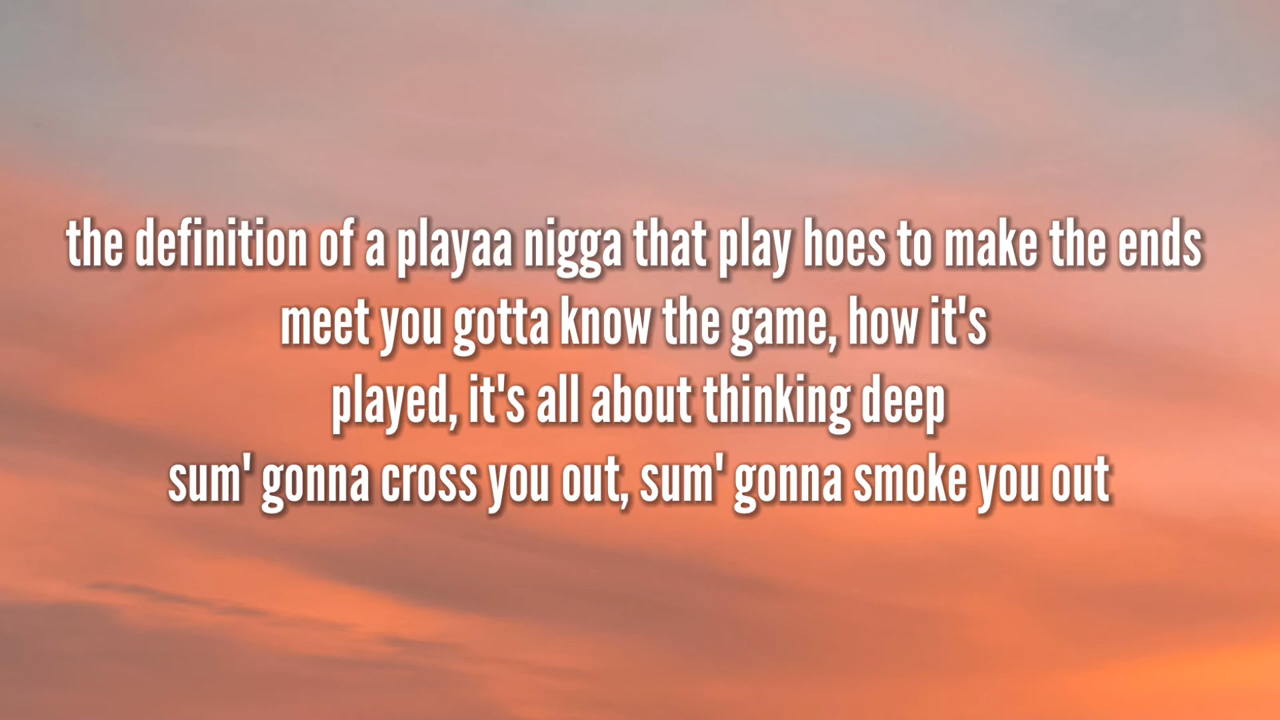 the definition of a playaa nigga that play hoes to make the ends
meet you gotta know the game, how it's
played, it's all about thinking deep
sum' gonna cross you out, sum' gonna smoke you out